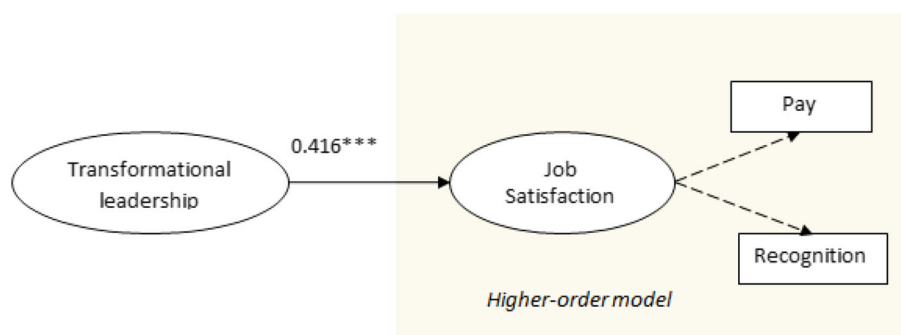 Pay
0.416***
Transformational
leadership
Job
Satisfaction
Recognition
Higher-order model